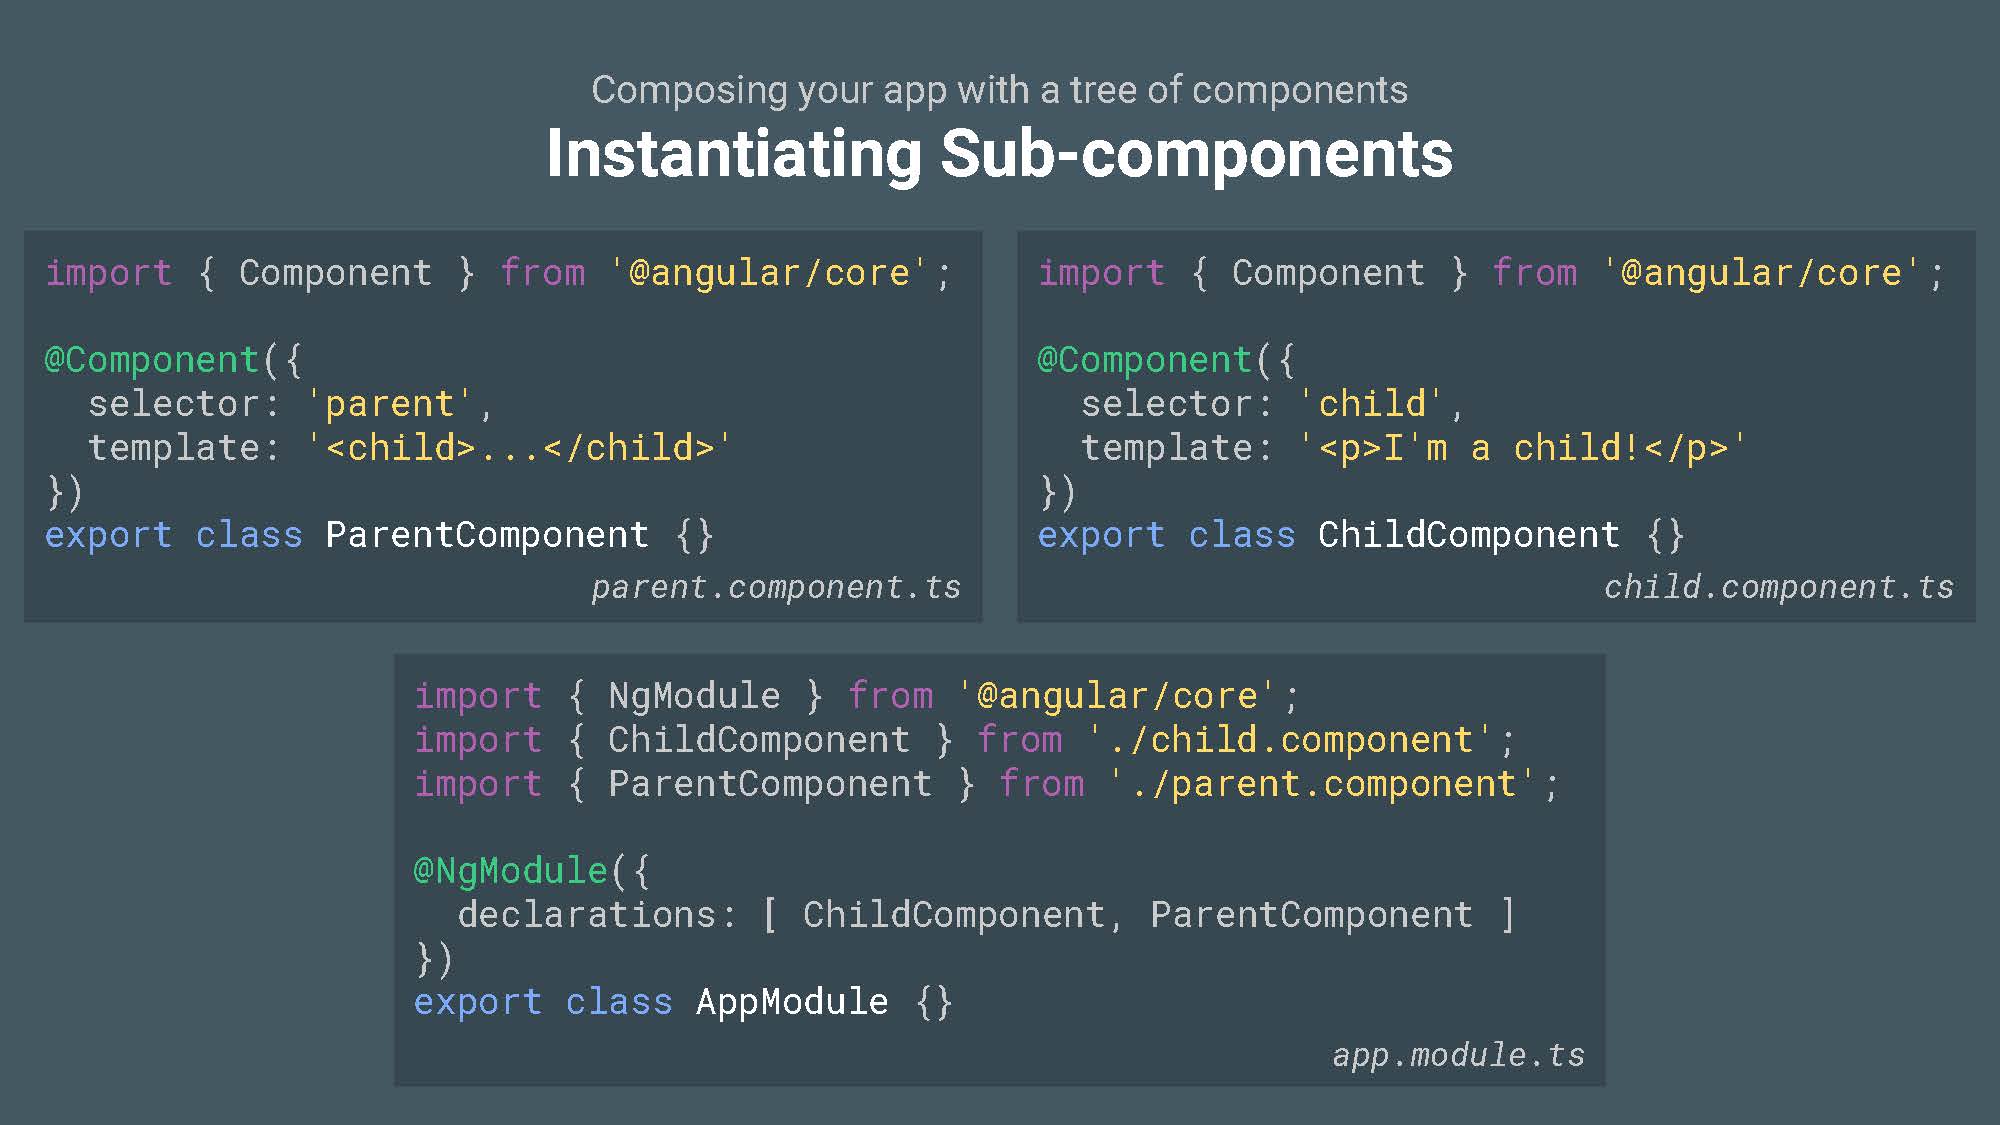 Composing your app with a tree of components
Instantiating Sub-components
import { Component } from '@angular/core';
@Component({
  selector: 'parent',
  template: '<child>...</child>'
})
export class ParentComponent {}
parent.component.ts
import { Component } from '@angular/core';
@Component({
  selector: 'child',
  template: '<p>I'm a child!</p>'
})
export class ChildComponent {}
child.component.ts
import { NgModule } from '@angular/core';
import { ChildComponent } from './child.component';
import { ParentComponent } from './parent.component';
@NgModule({
  declarations: [ ChildComponent, ParentComponent ]
})
export class AppModule {}
app.module.ts